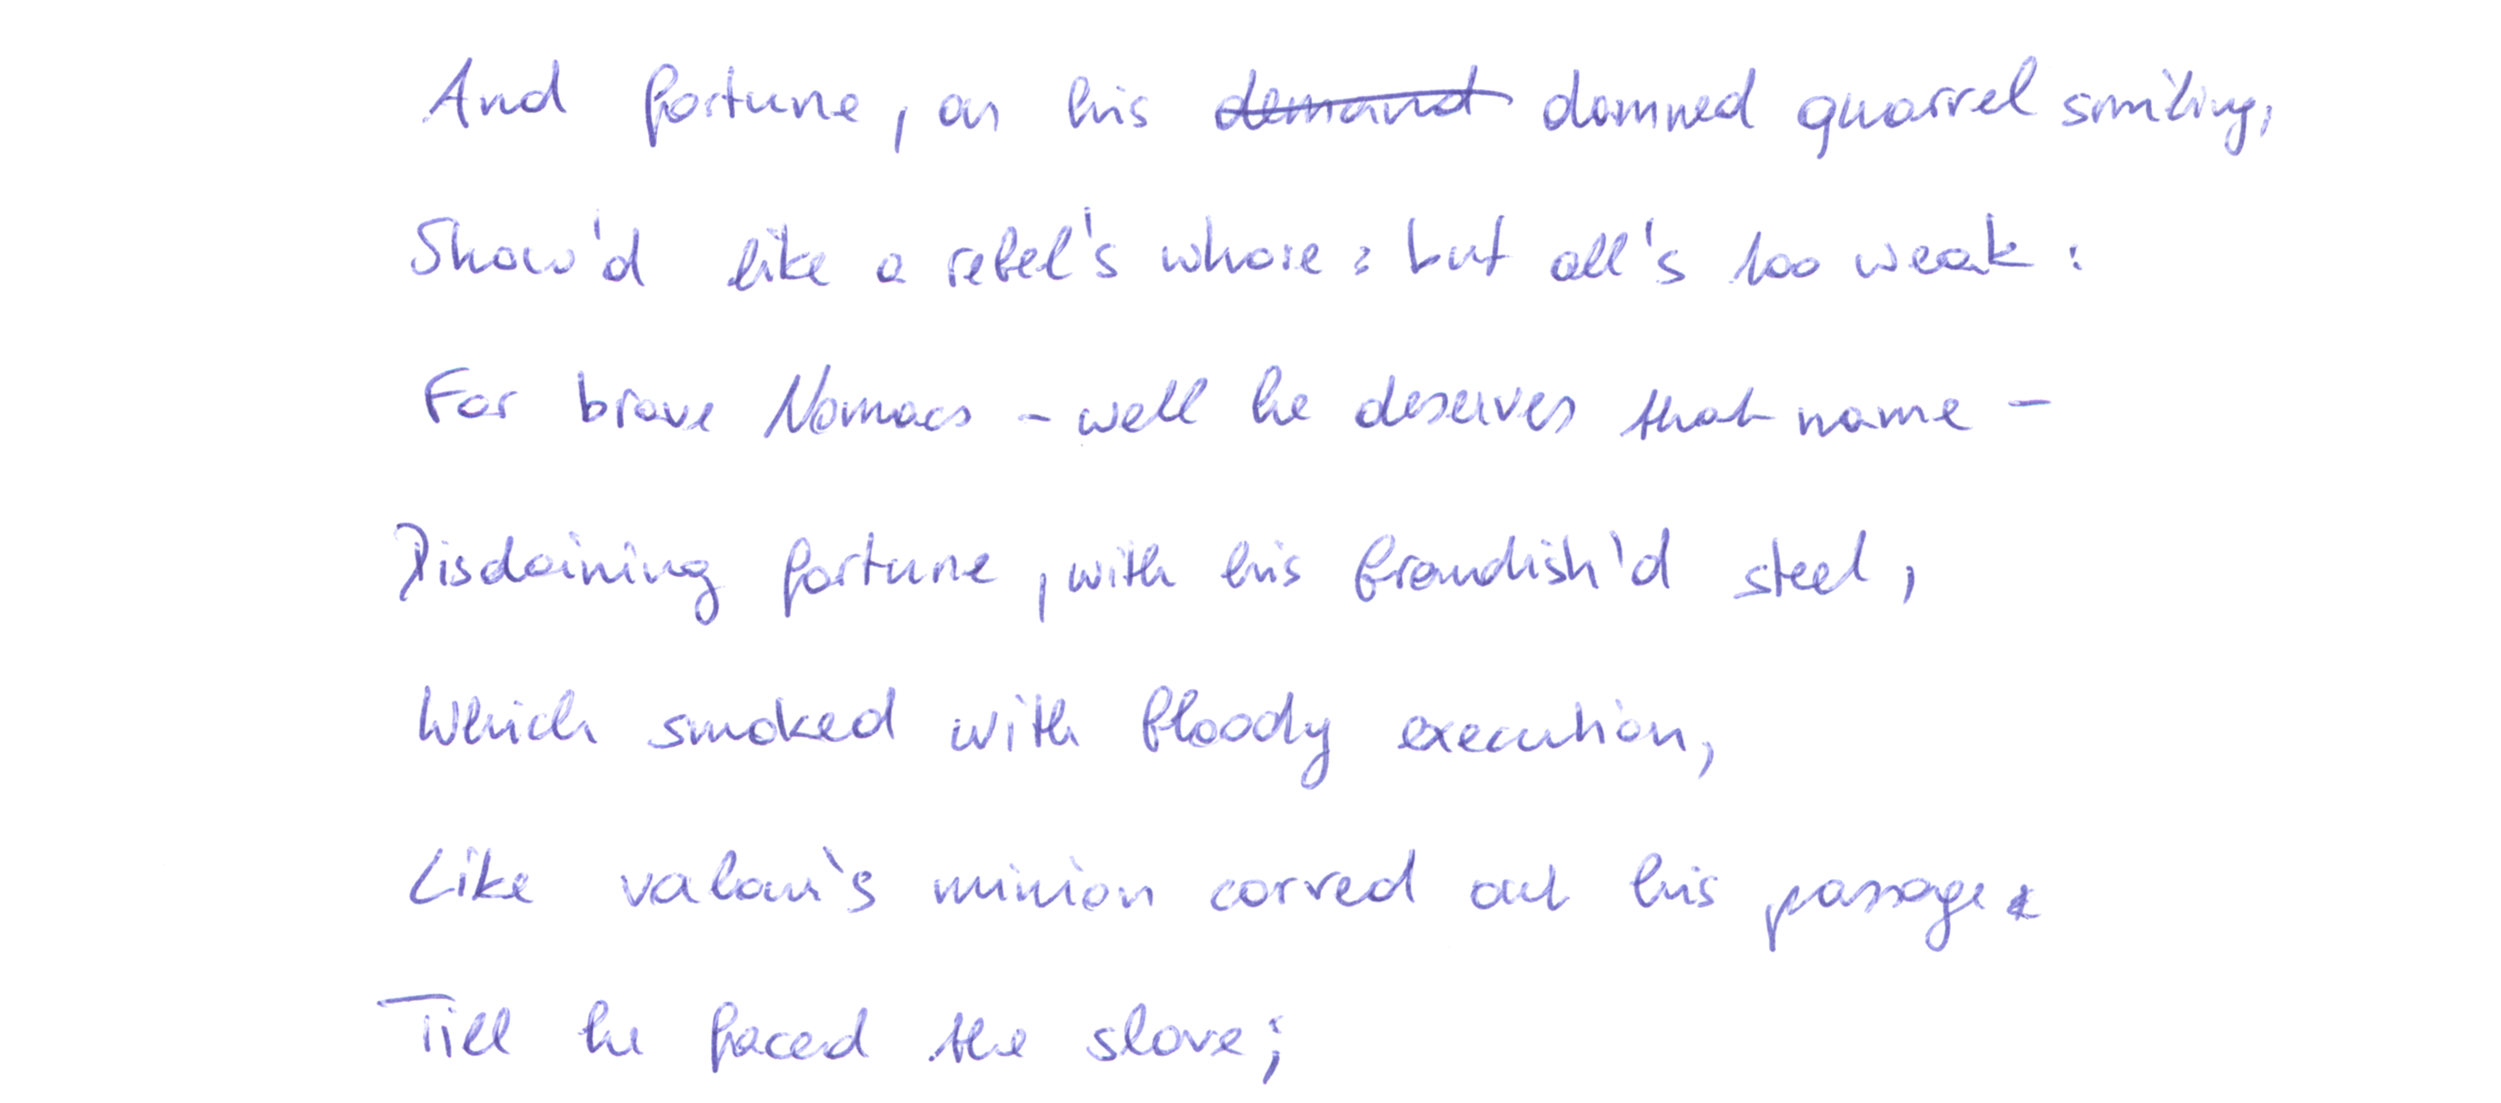 And fortune, on his demand damned quarrel smiling,
Show'd like a rebel's whore: but all's too weak:
For brave Nomacs - well he deserves that name -
Disdaining fortune, with his brandish'd steel,
Which smoked with bloody execution,
Like valour's minion carved out his passage
Till he faced the slave;